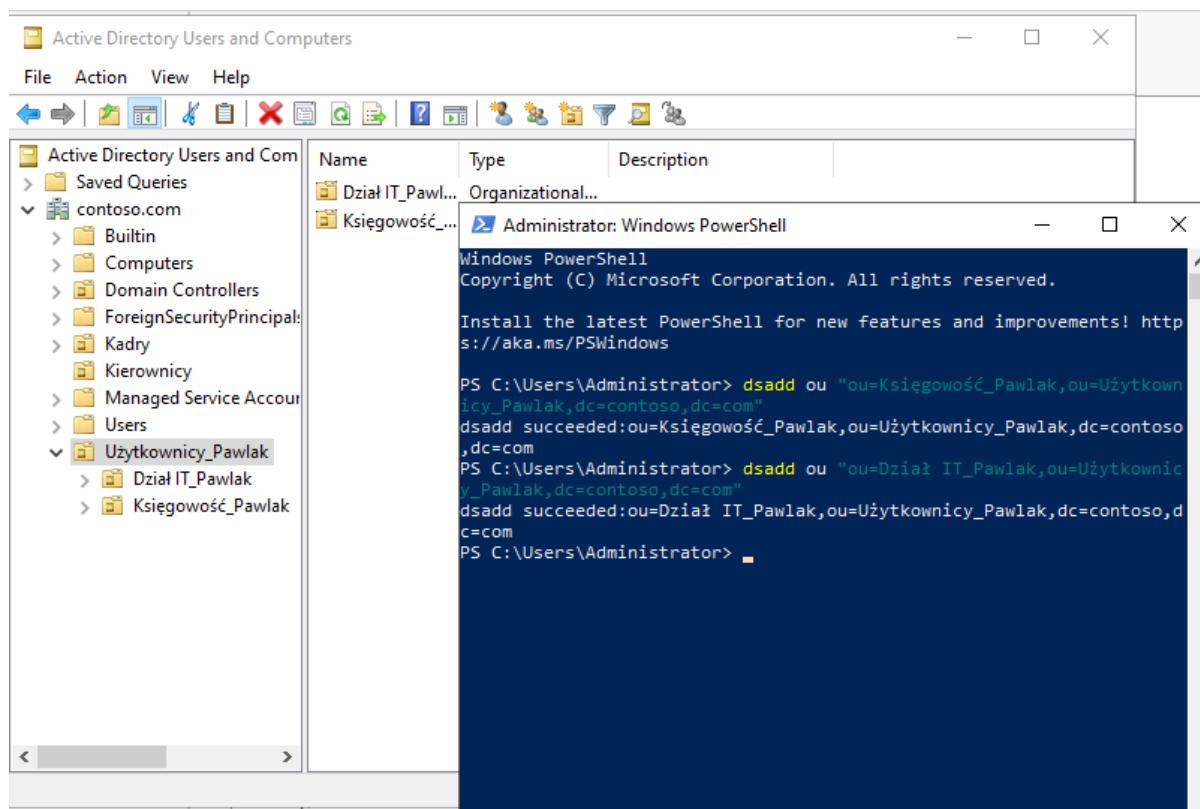 Active Directory Users and Computers
File Action View Help
Active Directory Users and Com
Saved Queries
contoso.com
Builtin
Computers
Domain Controllers
ForeignSecurityPrincipals
Kadry
Kierownicy
Managed Service Accour
Users
Użytkownicy_Pawlak
Dział IT_Pawlak
Księgowość_Pawlak
Name Type Description
Dział IT_Pawl... Organizational...
Księgowość_...
Administrator: Windows PowerShell
Windows PowerShell
Copyright (C) Microsoft Corporation. All rights reserved.
Install the latest PowerShell for new features and improvements! http
s://aka.ms/PSWindows
PS C:\Users\Administrator> dsadd ou "ou=Księgowość_Pawlak,ou=Użytkown
icy_Pawlak,dc=contoso,dc=com"
dsadd succeeded:ou=Księgowość_Pawlak,ou=Użytkownicy_Pawlak,dc=contoso
,dc=com
PS C:\Users\Administrator> dsadd ou "ou=Dział IT_Pawlak,ou=Użytkownic
y_Pawlak,dc=contoso,dc=com"
dsadd succeeded:ou=Dział IT_Pawlak,ou=Użytkownicy_Pawlak,dc=contoso,d
c=com
PS C:\Users\Administrator>